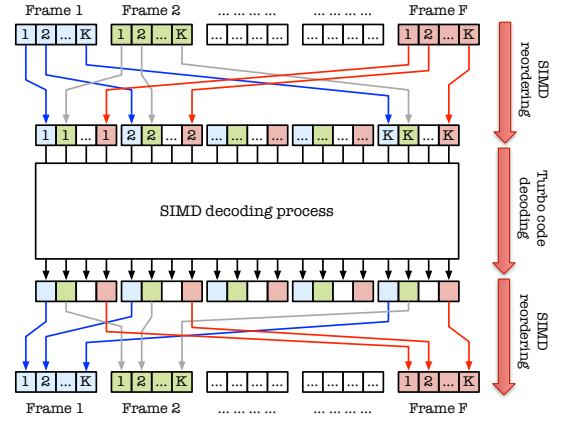 Frame 1 Frame 2 ... ... ... ... ... ... ... ... Frame F
1 2 ... K 1 2 ... K ... ... ... ... ... ... ... ... 1 2 ... K
SIMD
reordering
1 1 ... 1 2 2 ... 2 ... ... ... ... ... ... ... ... K K ... K
SIMD decoding process
Turbo code
decoding
SIMD
reordering
1 2 ... K 1 2 ... K ... ... ... ... ... ... ... ... 1 2 ... K
Frame 1 Frame 2 ... ... ... ... ... ... ... ... Frame F